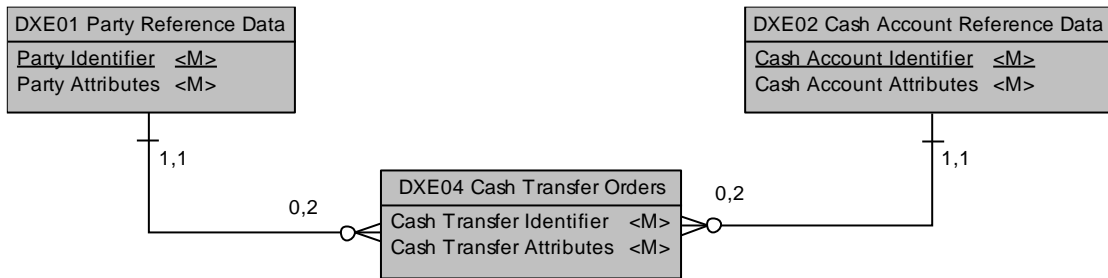 DXE01 Party Reference Data
Party Identifier <M>
Party Attributes <M>
DXE02 Cash Account Reference Data
Cash Account Identifier <M>
Cash Account Attributes <M>
1,1
1,1
0,2
0,2
DXE04 Cash Transfer Orders
Cash Transfer Identifier <M>
Cash Transfer Attributes <M>